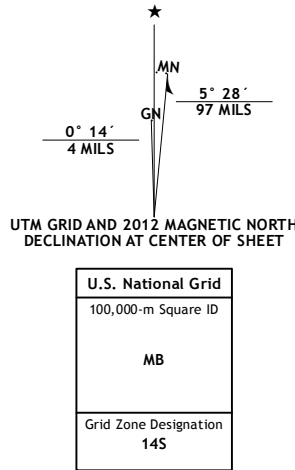 MN
GN
5° 28´
97 MILS
0° 14´
4 MILS
UTM GRID AND 2012 MAGNETIC NORTH
DECLINATION AT CENTER OF SHEET
U.S. National Grid
100,000-m Square ID
MB
Grid Zone Designation
14S